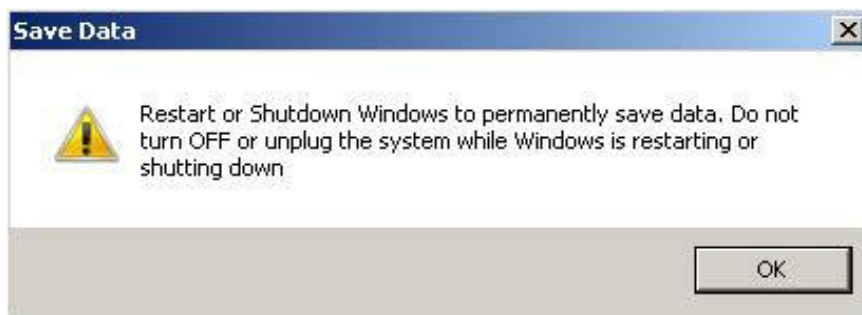 Save Data
Restart or Shutdown Windows to permanently save data. Do not
turn OFF or unplug the system while Windows is restarting or
shutting down
OK